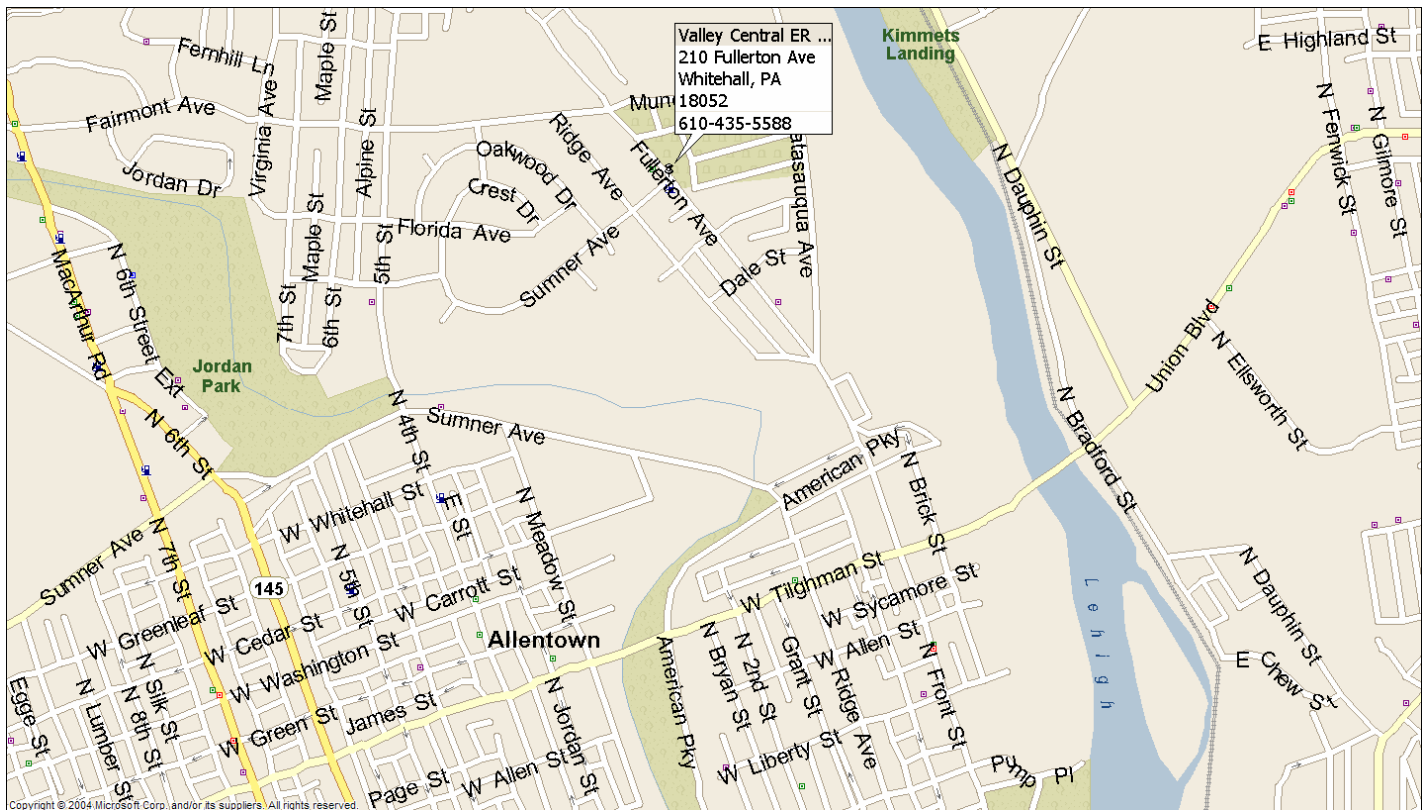 Valley Central ER ...
210 Fullerton Ave
Whitehall, PA
18052
610-435-5588
Kimmets
Landing
E Highland St
N Fenwick St
N Gilmore St
Fernhill Ln
Maple St
Fairmont Ave
Virginia Ave
Alpine St
Jordan Dr
Maple St
Oakwood Dr
Crest Dr
Ridge Ave
Fullerton Ave
Florida Ave
Sumner Ave
Dale St
N Dauphin St
MacArthur Rd
N 6th Street Ext
7th St
6th St
5th St
Jordan
Park
Union Blvd
N Ellsworth St
N 6th St
N 4th St
Sumner Ave
American Pky
N Brick St
N Bradford St
W Whitehall St
E St
N Meadow St
N 7th St
Sumner Ave
N 5th St
145
W Carrott St
W Tilghman St
W Sycamore St
N Dauphin St
Lehigh
W Greenleaf St
W Cedar St
W Washington St
Allentown
American Pky
N Bryan St
N 2nd St
Grant St
W Allen St
N Ridge Ave
N Front St
E Chew St
Egge St
N Lumber St
N 8th St
N Silk St
W Green St
James St
N Jordan St
Page St
W Allen St
W Liberty St
Pump Pl
Copyright © 2004 Microsoft Corp. and/or its suppliers. All rights reserved.